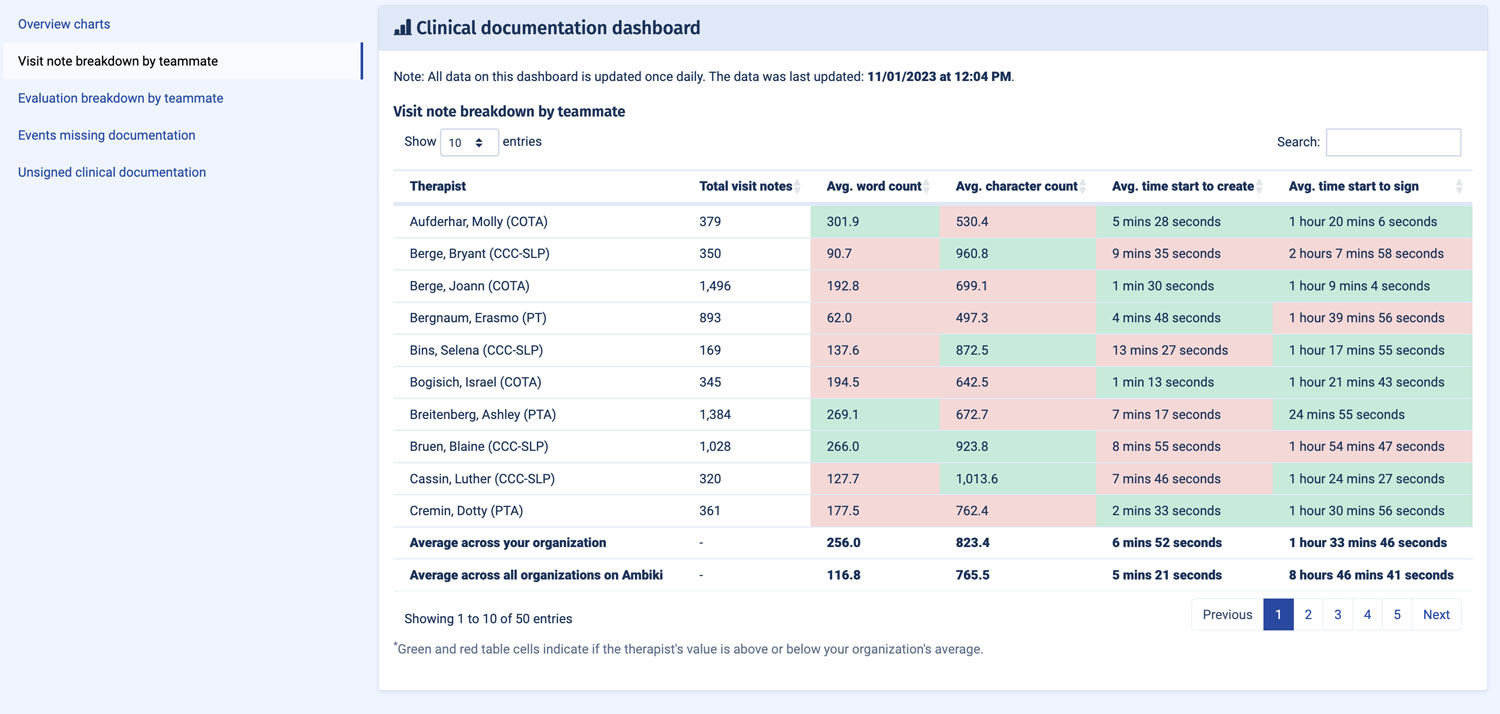 Overview charts
Visit note breakdown by teammate
Evaluation breakdown by teammate
Events missing documentation
Unsigned clinical documentation
Clinical documentation dashboard
Note: All data on this dashboard is updated once daily. The data was last updated: 11/01/2023 at 12:04 PM.
Visit note breakdown by teammate
Show 10 entries Search:
Therapist Total visit notes Avg. word count Avg. character count Avg. time start to create Avg. time start to sign
Aufderhar, Molly (COTA) 379 301.9 530.4 5 mins 28 seconds 1 hour 20 mins 6 seconds
Berge, Bryant (CCC-SLP) 350 90.7 960.8 9 mins 35 seconds 2 hours 7 mins 58 seconds
Berge, Joann (COTA) 1,496 192.8 699.1 1 min 30 seconds 1 hour 9 mins 4 seconds
Bergnaum, Erasmo (PT) 893 62.0 497.3 4 mins 48 seconds 1 hour 39 mins 56 seconds
Bins, Selena (CCC-SLP) 169 137.6 872.5 13 mins 27 seconds 1 hour 17 mins 55 seconds
Bogisich, Israel (COTA) 345 194.5 642.5 1 min 13 seconds 1 hour 21 mins 43 seconds
Breitenberg, Ashley (PTA) 1,384 269.1 672.7 7 mins 17 seconds 24 mins 55 seconds
Bruen, Blaine (CCC-SLP) 1,028 266.0 923.8 8 mins 55 seconds 1 hour 54 mins 47 seconds
Cassin, Luther (CCC-SLP) 320 127.7 1,013.6 7 mins 46 seconds 1 hour 24 mins 27 seconds
Cremin, Dotty (PTA) 361 177.5 762.4 2 mins 33 seconds 1 hour 30 mins 56 seconds
Average across your organization - 256.0 823.4 6 mins 52 seconds 1 hour 33 mins 46 seconds
Average across all organizations on Ambiki - 116.8 765.5 5 mins 21 seconds 8 hours 46 mins 41 seconds
Showing 1 to 10 of 50 entries Previous 1 2 3 4 5 Next
*Green and red table cells indicate if the therapist's value is above or below your organization's average.